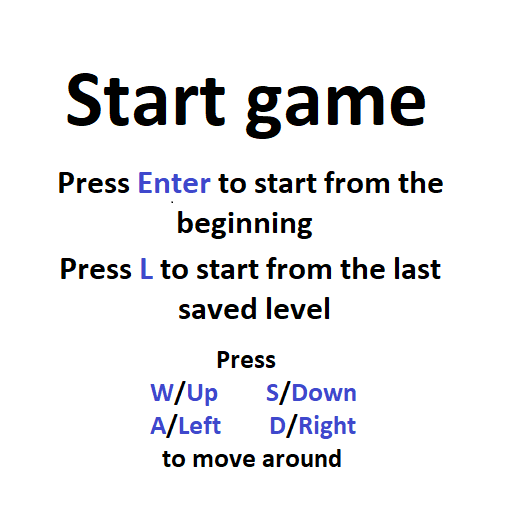 Start game
Press Enter to start from the
beginning
Press L to start from the last
saved level
Press
W/Up S/Down
A/Left D/Right
to move around